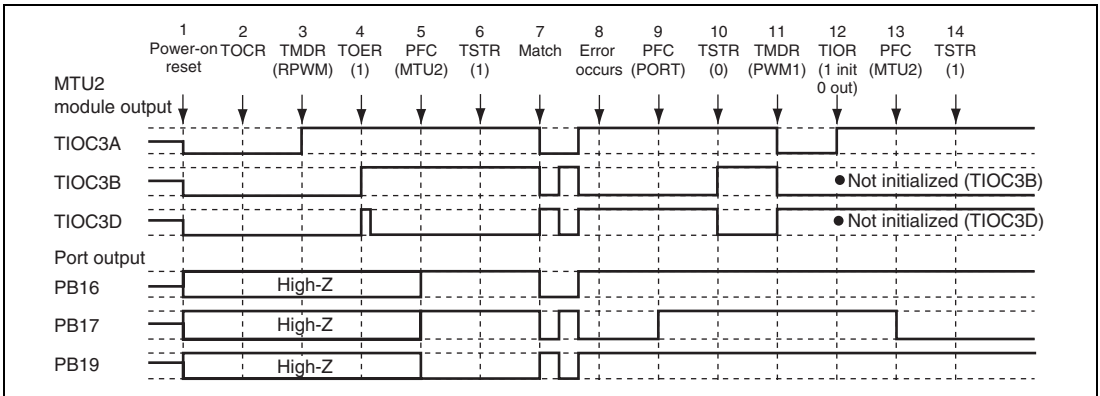 1 2 3 4 5 6 7 8 9 10 11 12 13 14
Power-on TOCR TMDR TOER PFC TSTR Match Error PFC TSTR TMDR TIOR PFC TSTR
reset (RPWM) (1) (MTU2) (1) occurs (PORT) (0) (PWM1) (1 init (MTU2) (1)
0 out)
MTU2
module output
TIOC3A
TIOC3B ●Not initialized (TIOC3B)
TIOC3D ●Not initialized (TIOC3D)
Port output
PB16 High-Z
PB17 High-Z
PB19 High-Z